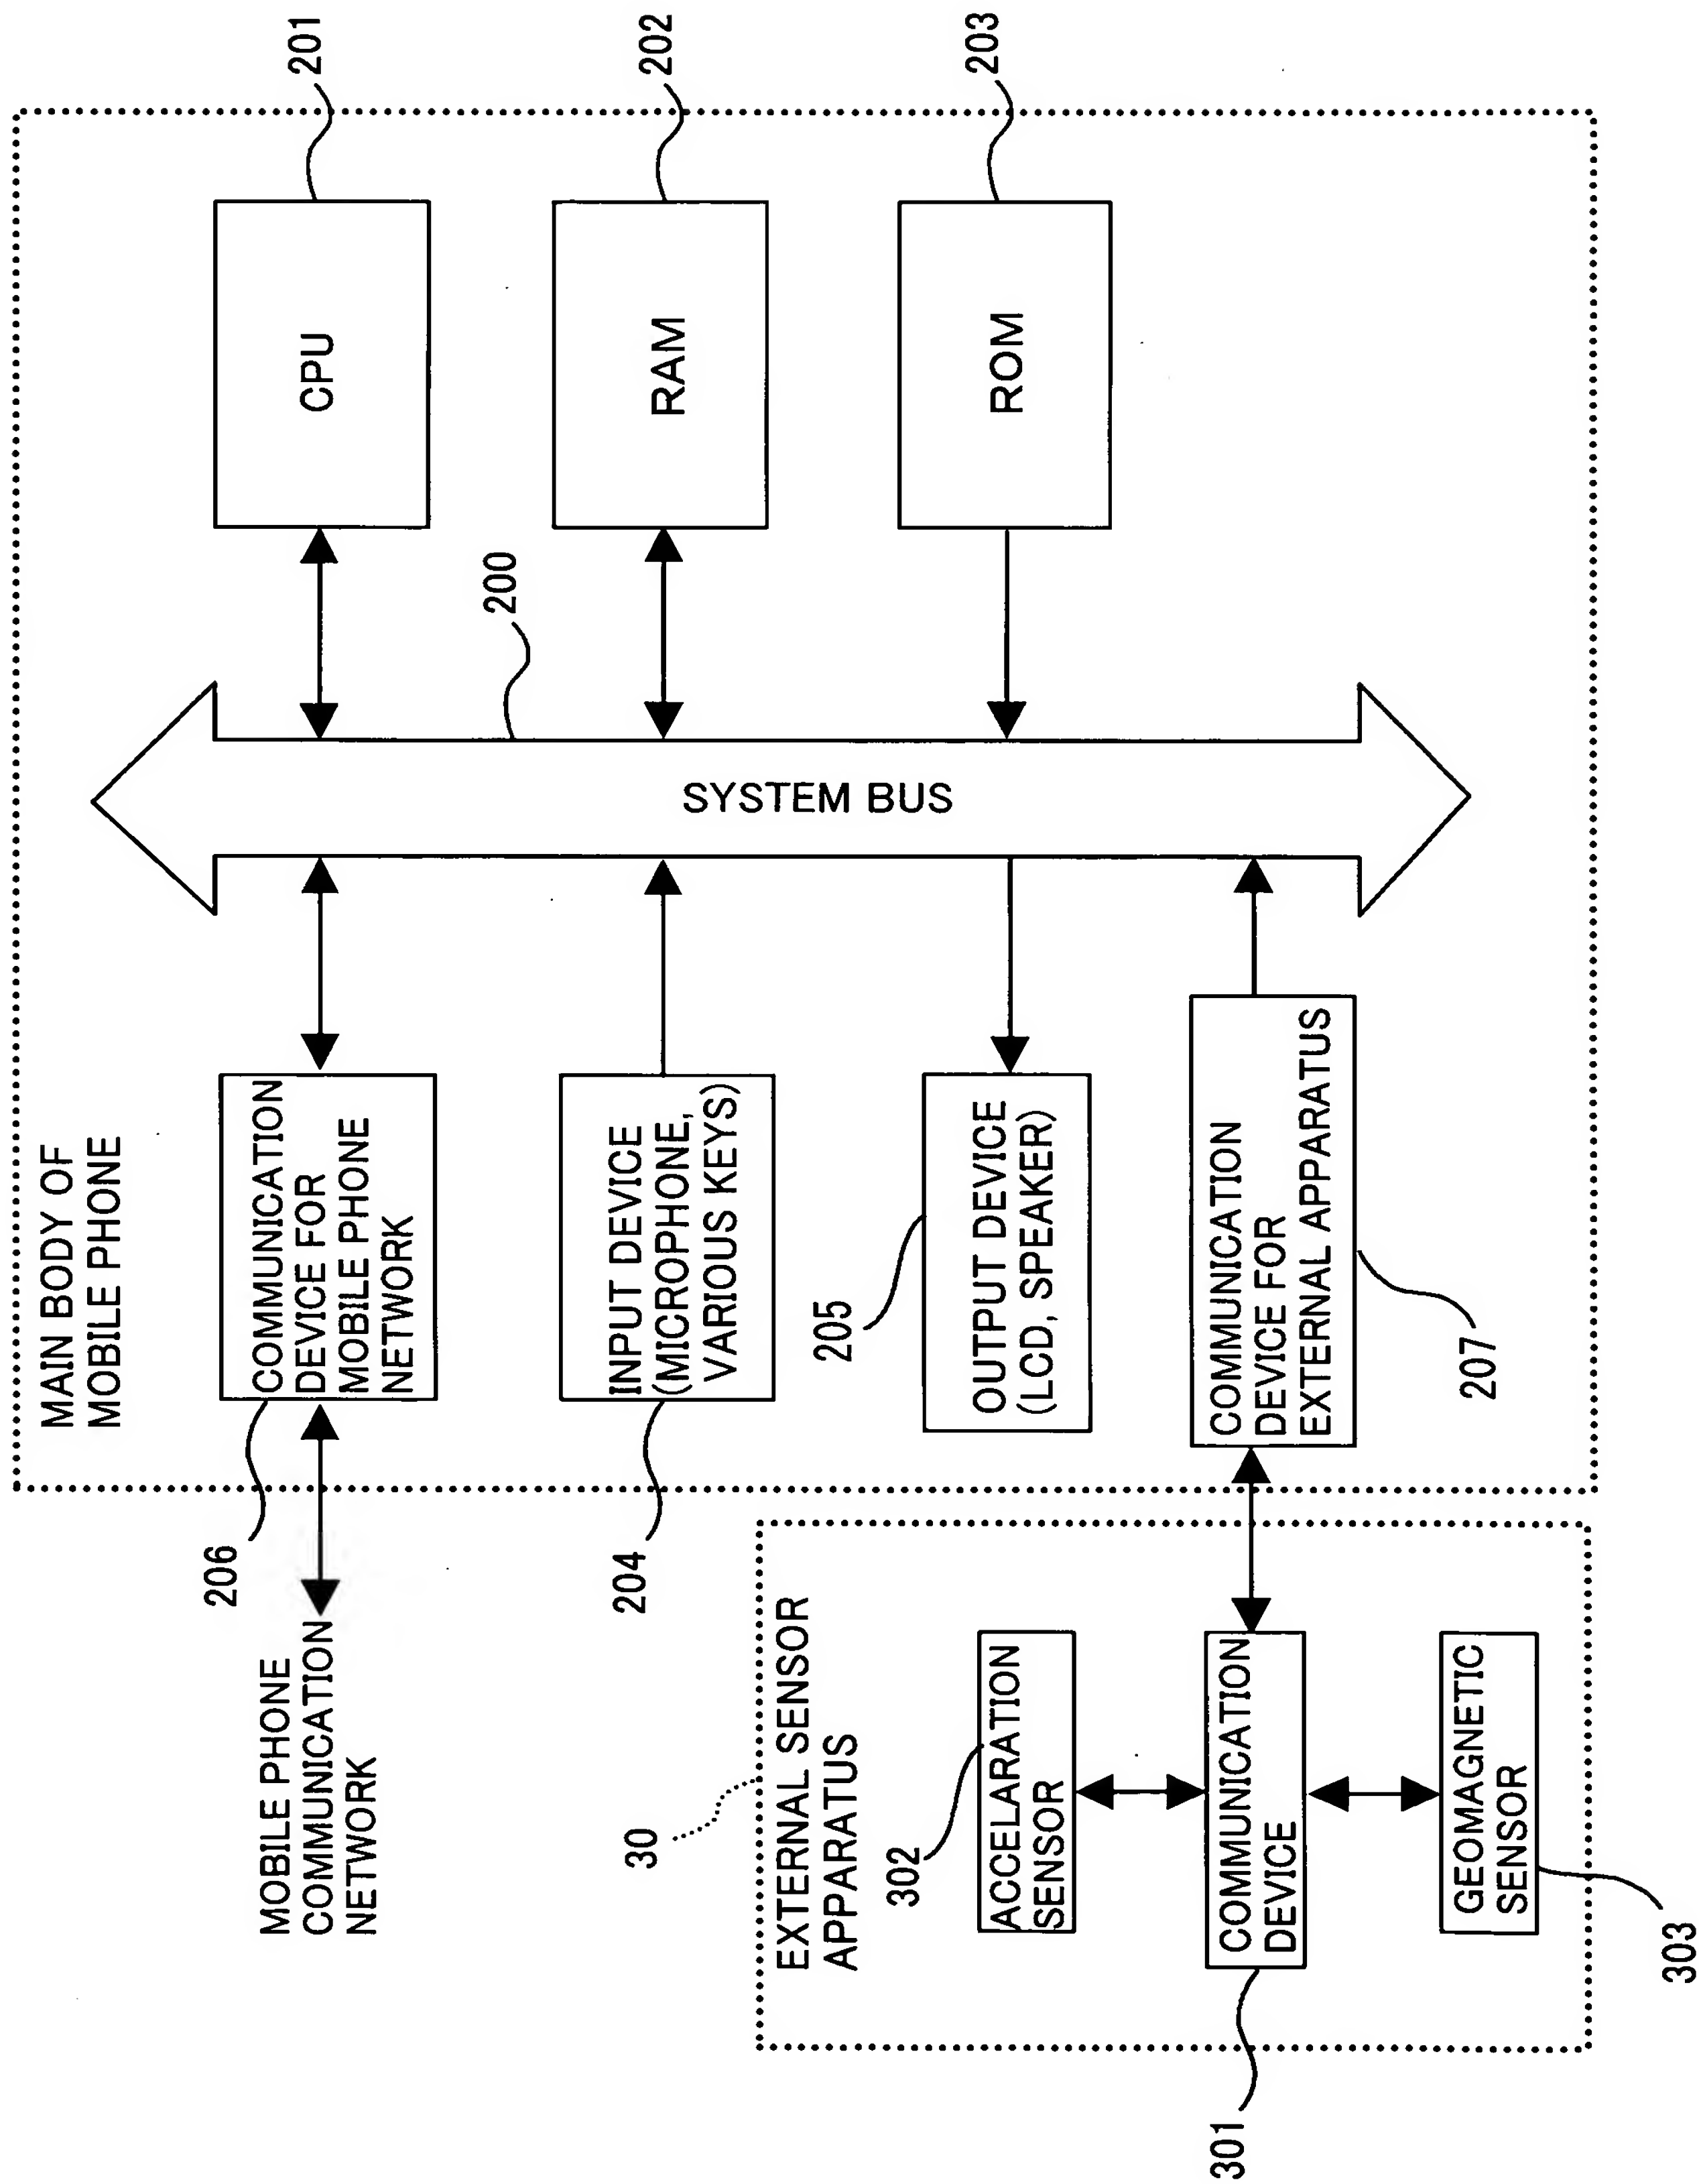 MAIN BODY OF
MOBILE PHONE
MOBILE PHONE
COMMUNICATION
NETWORK
206
COMMUNICATION
DEVICE FOR
MOBILE PHONE
NETWORK
CPU
201
204
INPUT DEVICE
(MICROPHONE,
VARIOUS KEYS)
200
SYSTEM BUS
RAM
202
205
OUTPUT DEVICE
(LCD, SPEAKER)
ROM
203
30
EXTERNAL SENSOR
APPARATUS
302
ACCELARATION
SENSOR
301
COMMUNICATION
DEVICE
COMMUNICATION
DEVICE FOR
EXTERNAL APPARATUS
207
GEOMAGNETIC
SENSOR
303